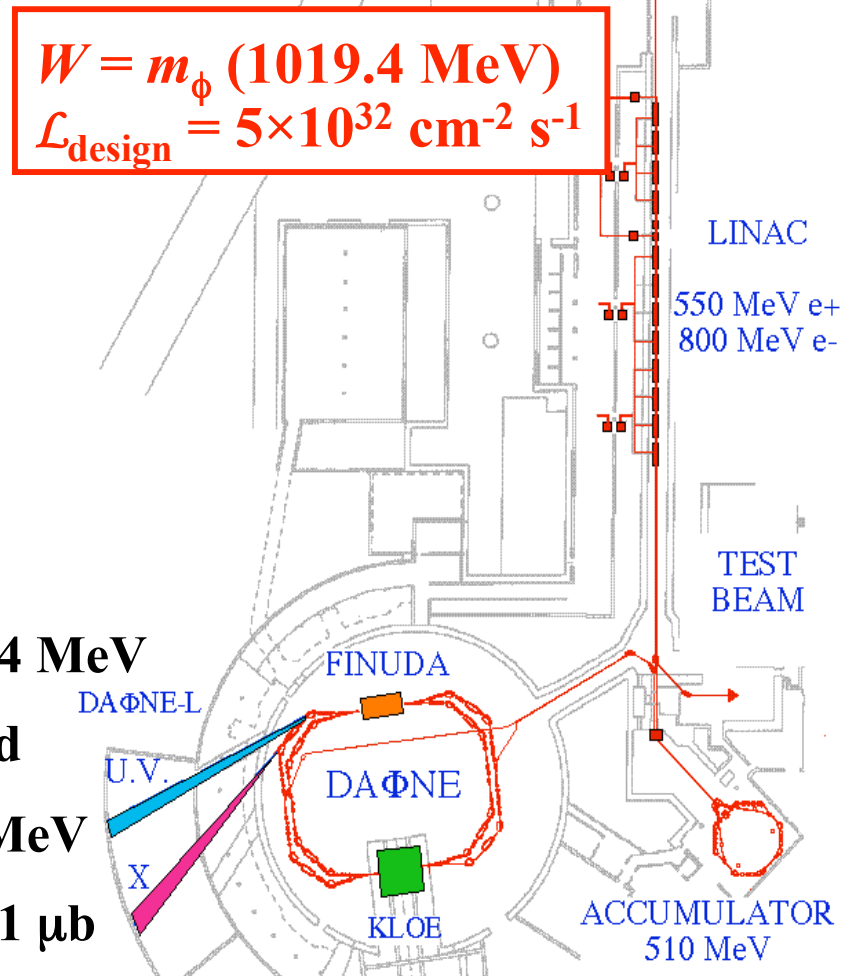 W = mϕ (1019.4 MeV)
ℒdesign = 5×10³² cm⁻² s⁻¹
LINAC
550 MeV e+
800 MeV e-
TEST
BEAM
4 MeV
FINUDA
DAΦNE-L
d
U.V.
DAΦNE
MeV
X
1 μb
KLOE
ACCUMULATOR
510 MeV